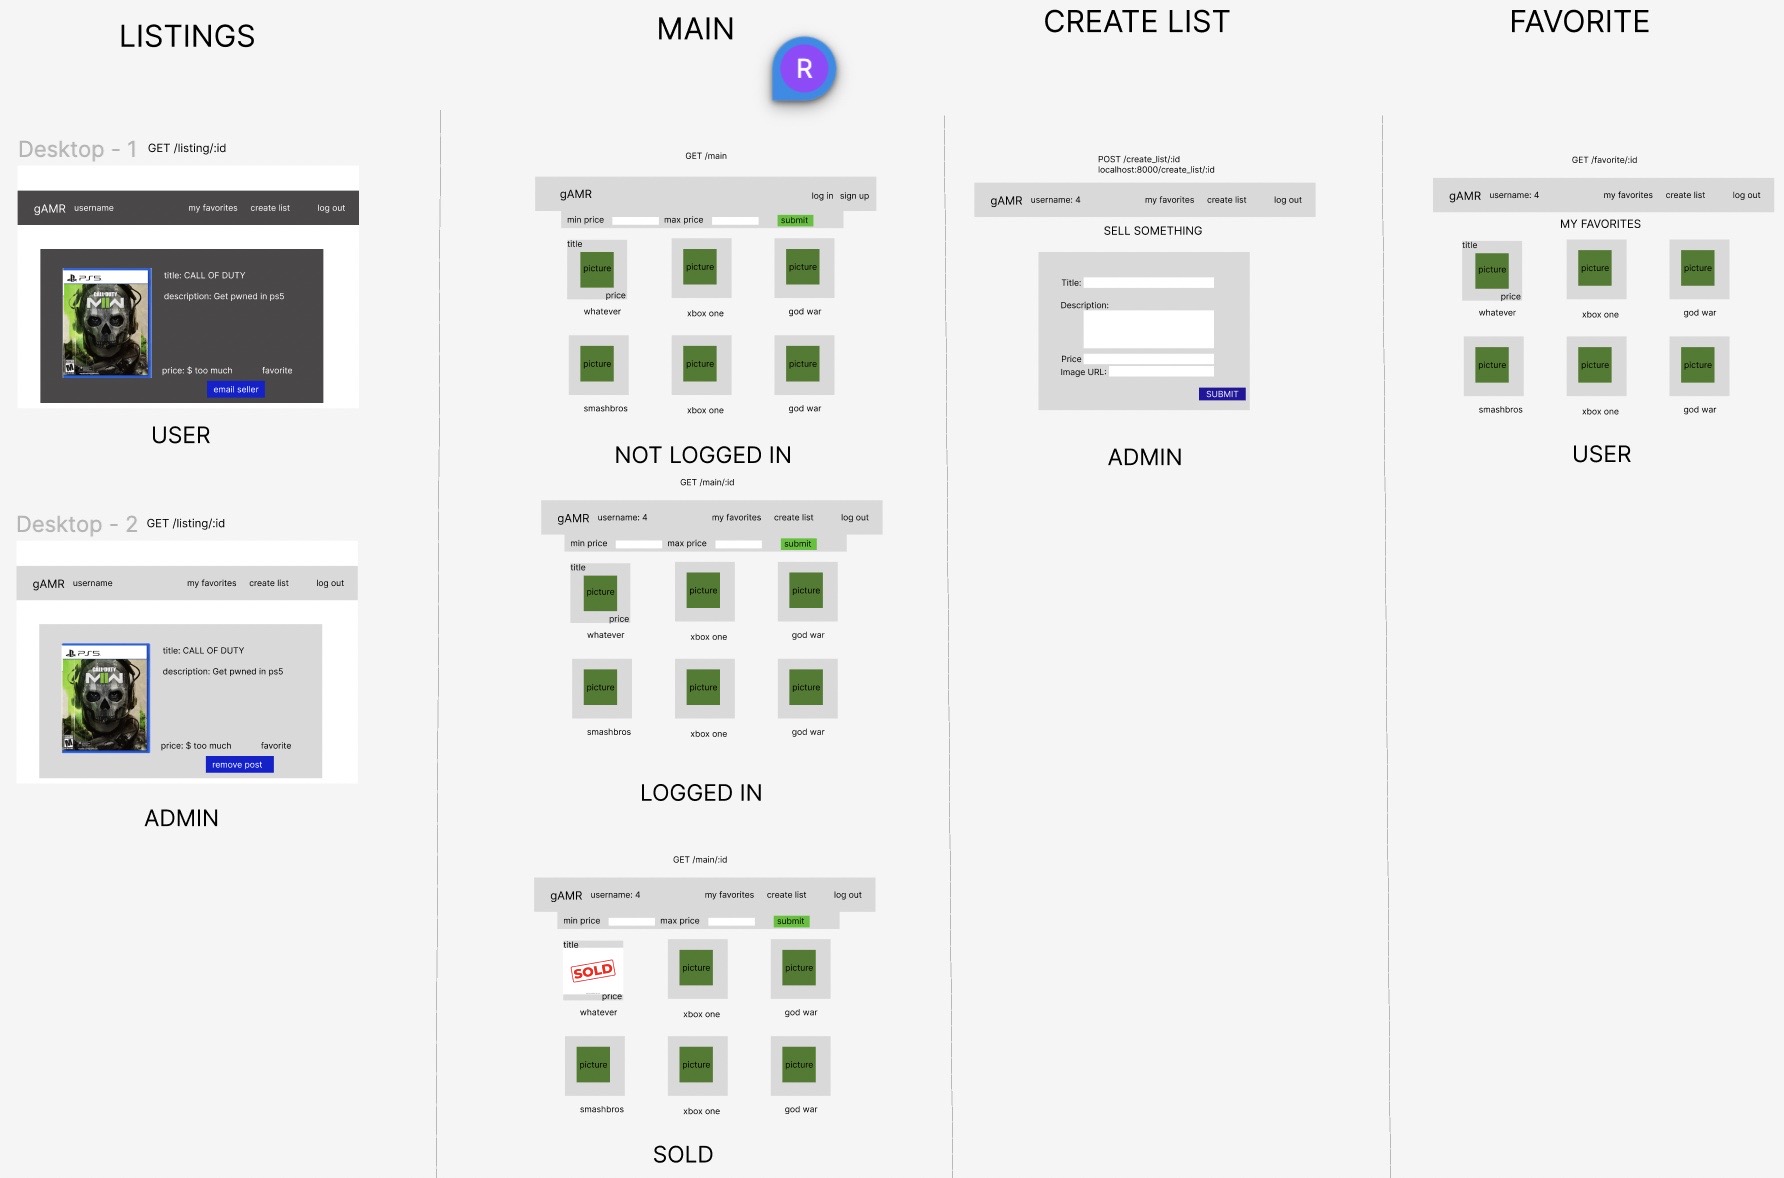 LISTINGS
MAIN
CREATE LIST
FAVORITE
R
Desktop - 1 GET /listing/:id
gAMR username my favorites create list log out
PS5
CALL OF DUTY
title: CALL OF DUTY
description: Get pwned in ps5
price: $ too much favorite
email seller
USER
Desktop - 2 GET /listing/:id
gAMR username my favorites create list log out
PS5
CALL OF DUTY
title: CALL OF DUTY
description: Get pwned in ps5
price: $ too much favorite
remove post
ADMIN
GET /main
gAMR log in sign up
min price max price submit
title
picture picture picture
price
whatever xbox one god war
picture picture picture
smashbros xbox one god war
NOT LOGGED IN
GET /main/:id
gAMR username: 4 my favorites create list log out
min price max price submit
title
picture picture picture
price
whatever xbox one god war
picture picture picture
smashbros xbox one god war
LOGGED IN
GET /main/:id
gAMR username: 4 my favorites create list log out
min price max price submit
title
SOLD picture picture
price
whatever xbox one god war
picture picture picture
smashbros xbox one god war
SOLD
POST /create_list/:id
localhost:8000/create_list/:id
gAMR username: 4 my favorites create list log out
SELL SOMETHING
Title:
Description:
Price
Image URL:
SUBMIT
ADMIN
GET /favorite/:id
gAMR username: 4 my favorites create list log out
MY FAVORITES
title
picture picture picture
price
whatever xbox one god war
picture picture picture
smashbros xbox one god war
USER